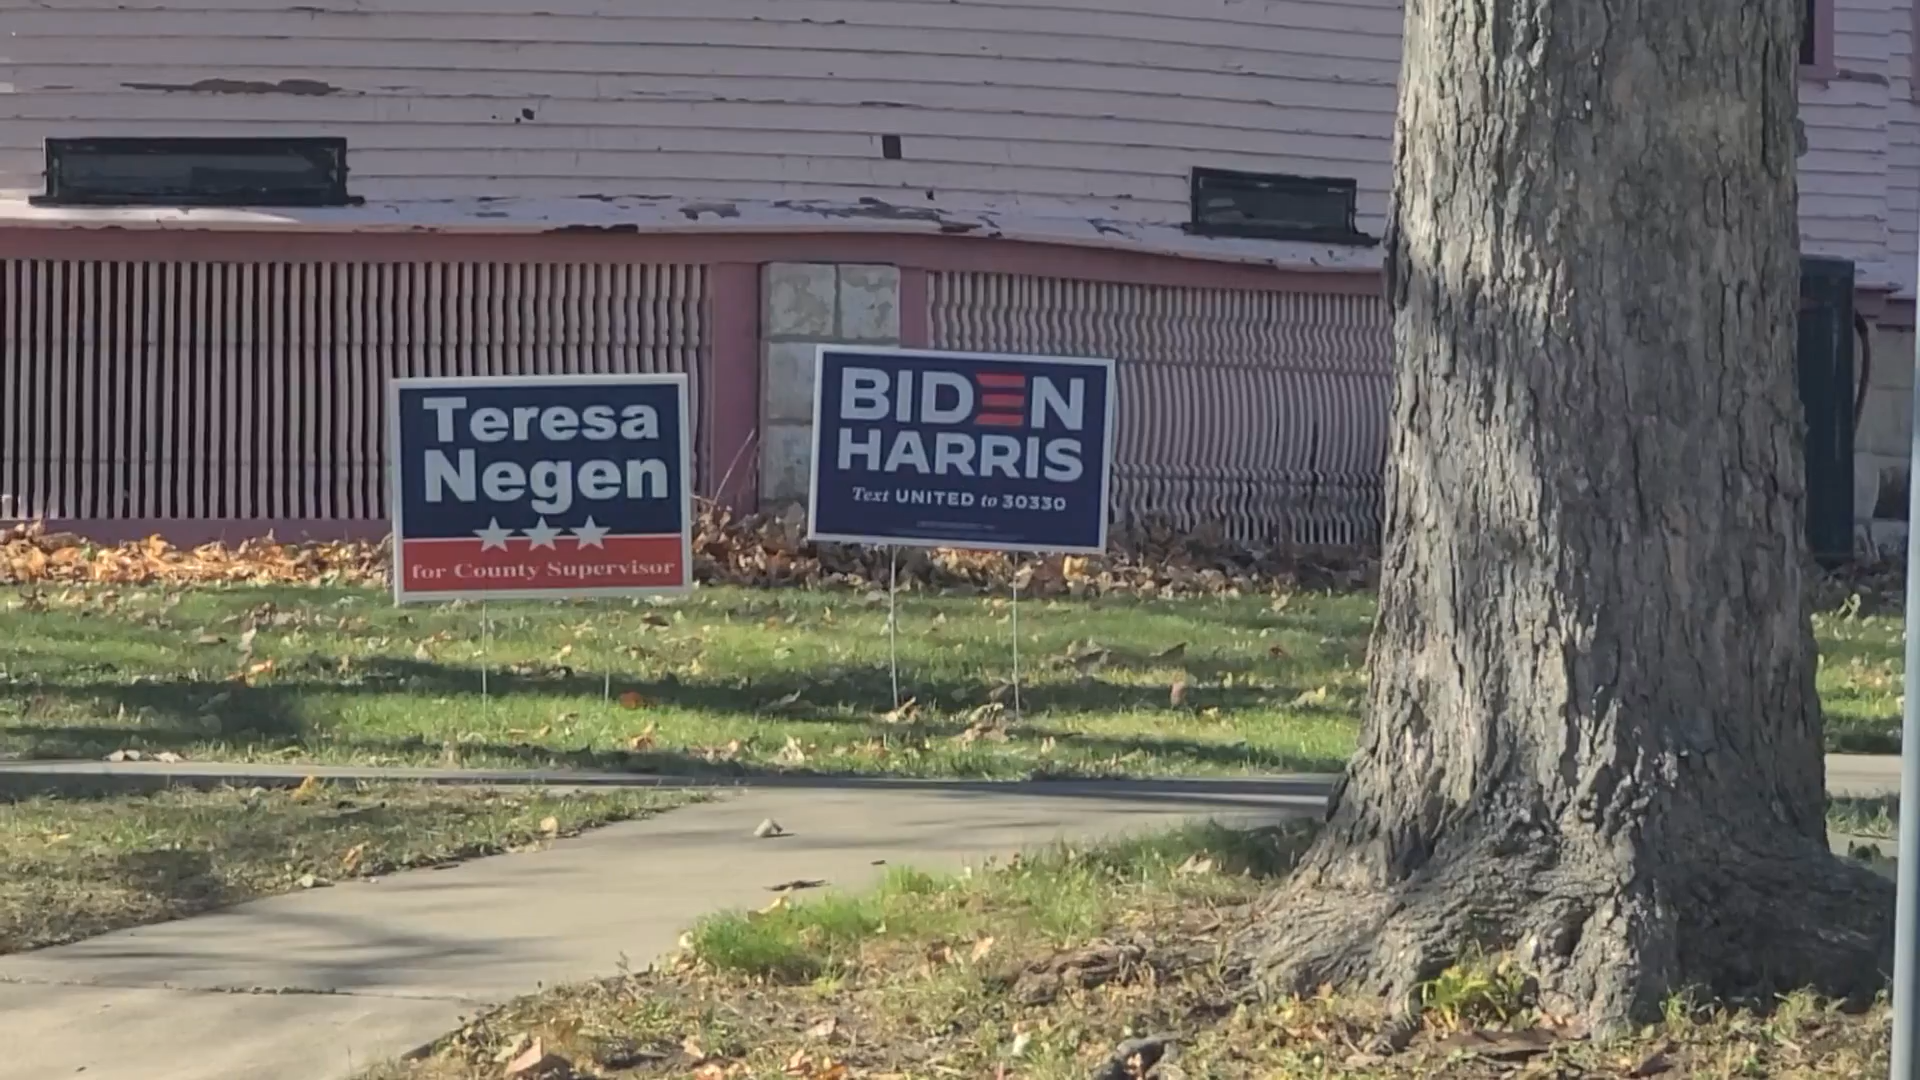 Teresa
Negen
for County Supervisor
BIDEN
HARRIS
Text UNITED to 30330